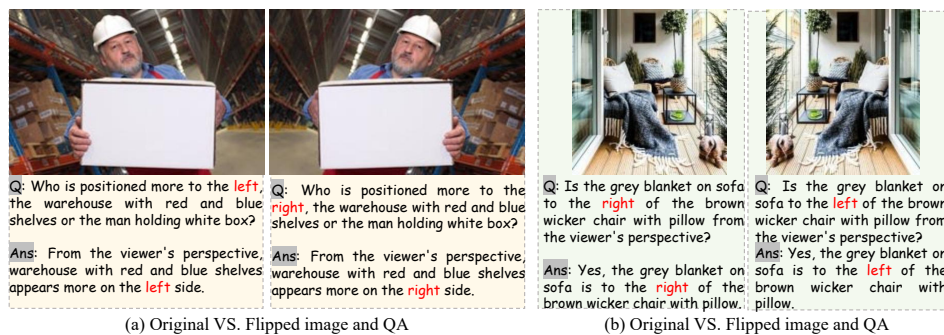 Q: Who is positioned more to the left,
the warehouse with red and blue
shelves or the man holding white box?
Ans: From the viewer's perspective,
warehouse with red and blue shelves
appears more on the left side.
Q: Who is positioned more to the
right, the warehouse with red and blue
shelves or the man holding white box?
Ans: From the viewer's perspective,
warehouse with red and blue shelves
appears more on the right side.
(a) Original VS. Flipped image and QA
Q: Is the grey blanket on sofa
to the right of the brown
wicker chair with pillow from
the viewer's perspective?
Ans: Yes, the grey blanket on
sofa is to the right of the
brown wicker chair with pillow.
Q: Is the grey blanket on
sofa to the left of the brown
wicker chair with pillow from
the viewer's perspective?
Ans: Yes, the grey blanket on
sofa is to the left of the
brown wicker chair with
pillow.
(b) Original VS. Flipped image and QA